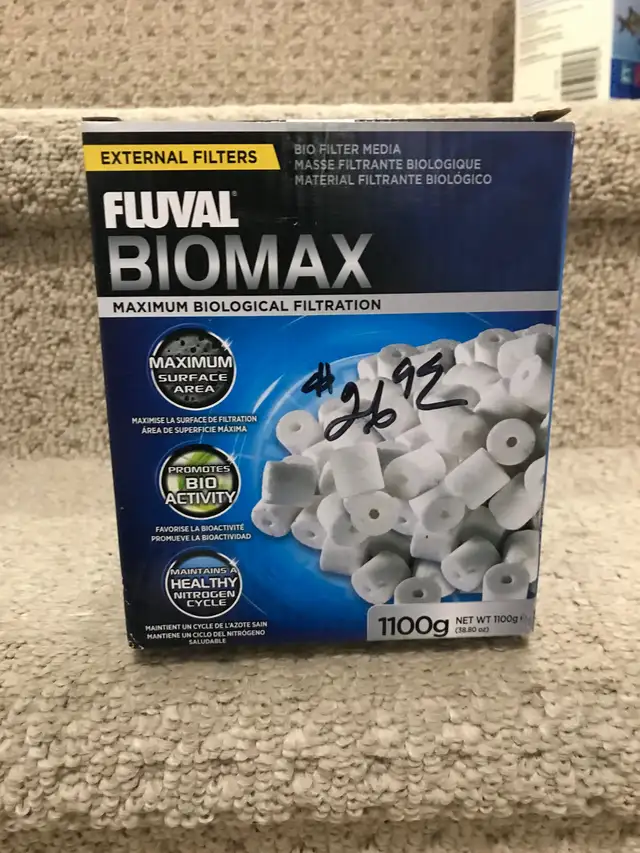 EXTERNAL FILTERS
BIO FILTER MEDIA
MASSE FILTRANTE BIOLOGIQUE
MATERIAL FILTRANTE BIOLÓGICO
FLUVAL®
BIOMAX
MAXIMUM BIOLOGICAL FILTRATION
MAXIMUM
SURFACE
AREA
MAXIMISE LA SURFACE DE FILTRATION
ÁREA DE SUPERFICIE MÁXIMA
PROMOTES
BIO
ACTIVITY
FAVORISE LA BIOACTIVITÉ
PROMUEVE LA BIOACTIVIDAD
MAINTAINS A
HEALTHY
NITROGEN
CYCLE
MAINTIENT UN CYCLE DE L'AZOTE SAIN
MANTIENE UN CICLO DEL NITRÓGENO
SALUDABLE
1100g
NET WT 1100g e
(38.80 oz)